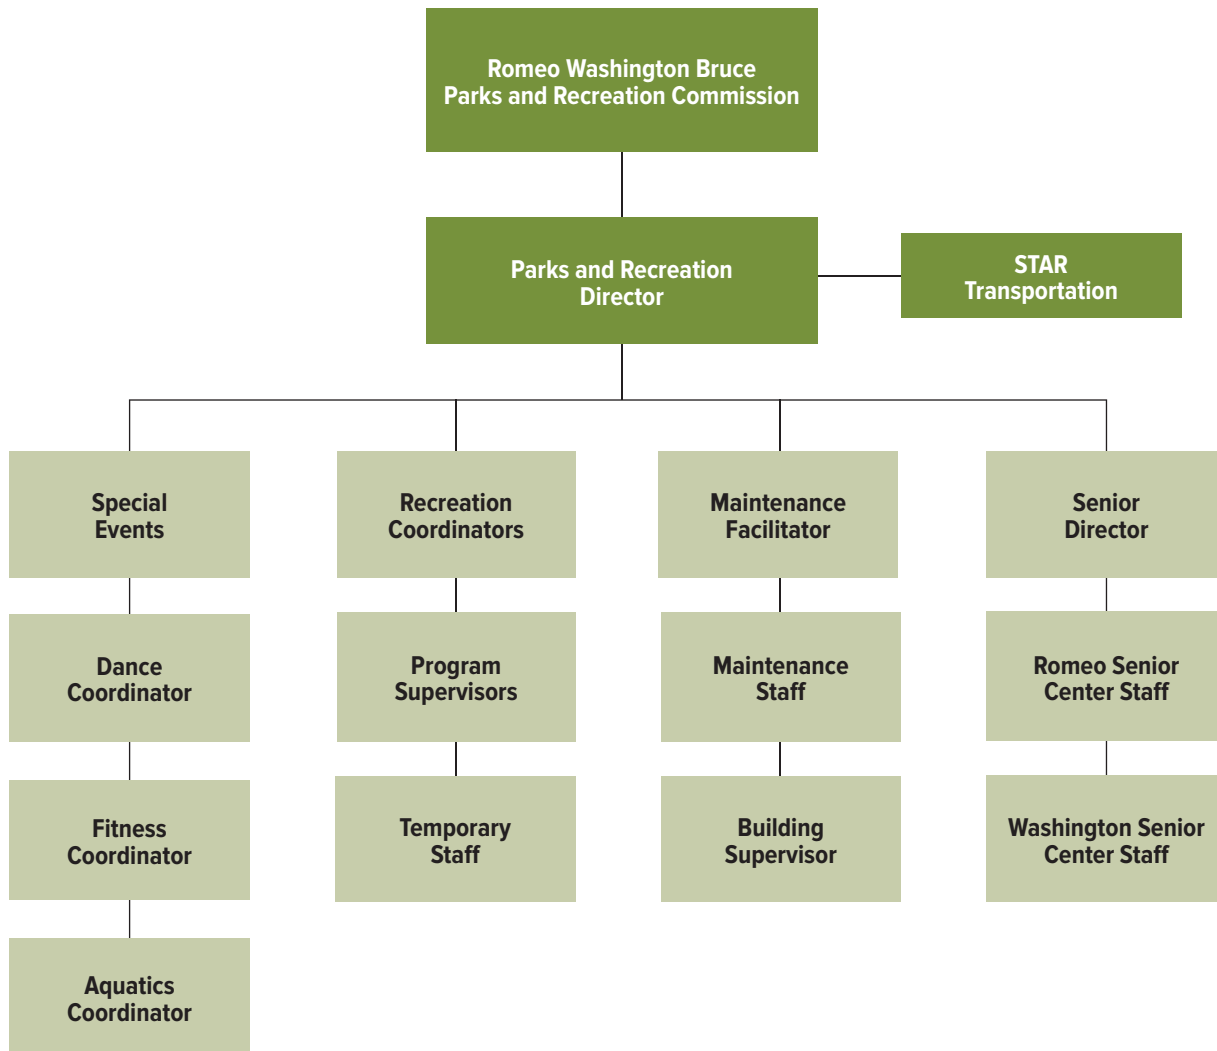 Romeo Washington Bruce
Parks and Recreation Commission
Parks and Recreation
Director
STAR
Transportation
Special
Events
Recreation
Coordinators
Maintenance
Facilitator
Senior
Director
Dance
Coordinator
Program
Supervisors
Maintenance
Staff
Romeo Senior
Center Staff
Fitness
Coordinator
Temporary
Staff
Building
Supervisor
Washington Senior
Center Staff
Aquatics
Coordinator